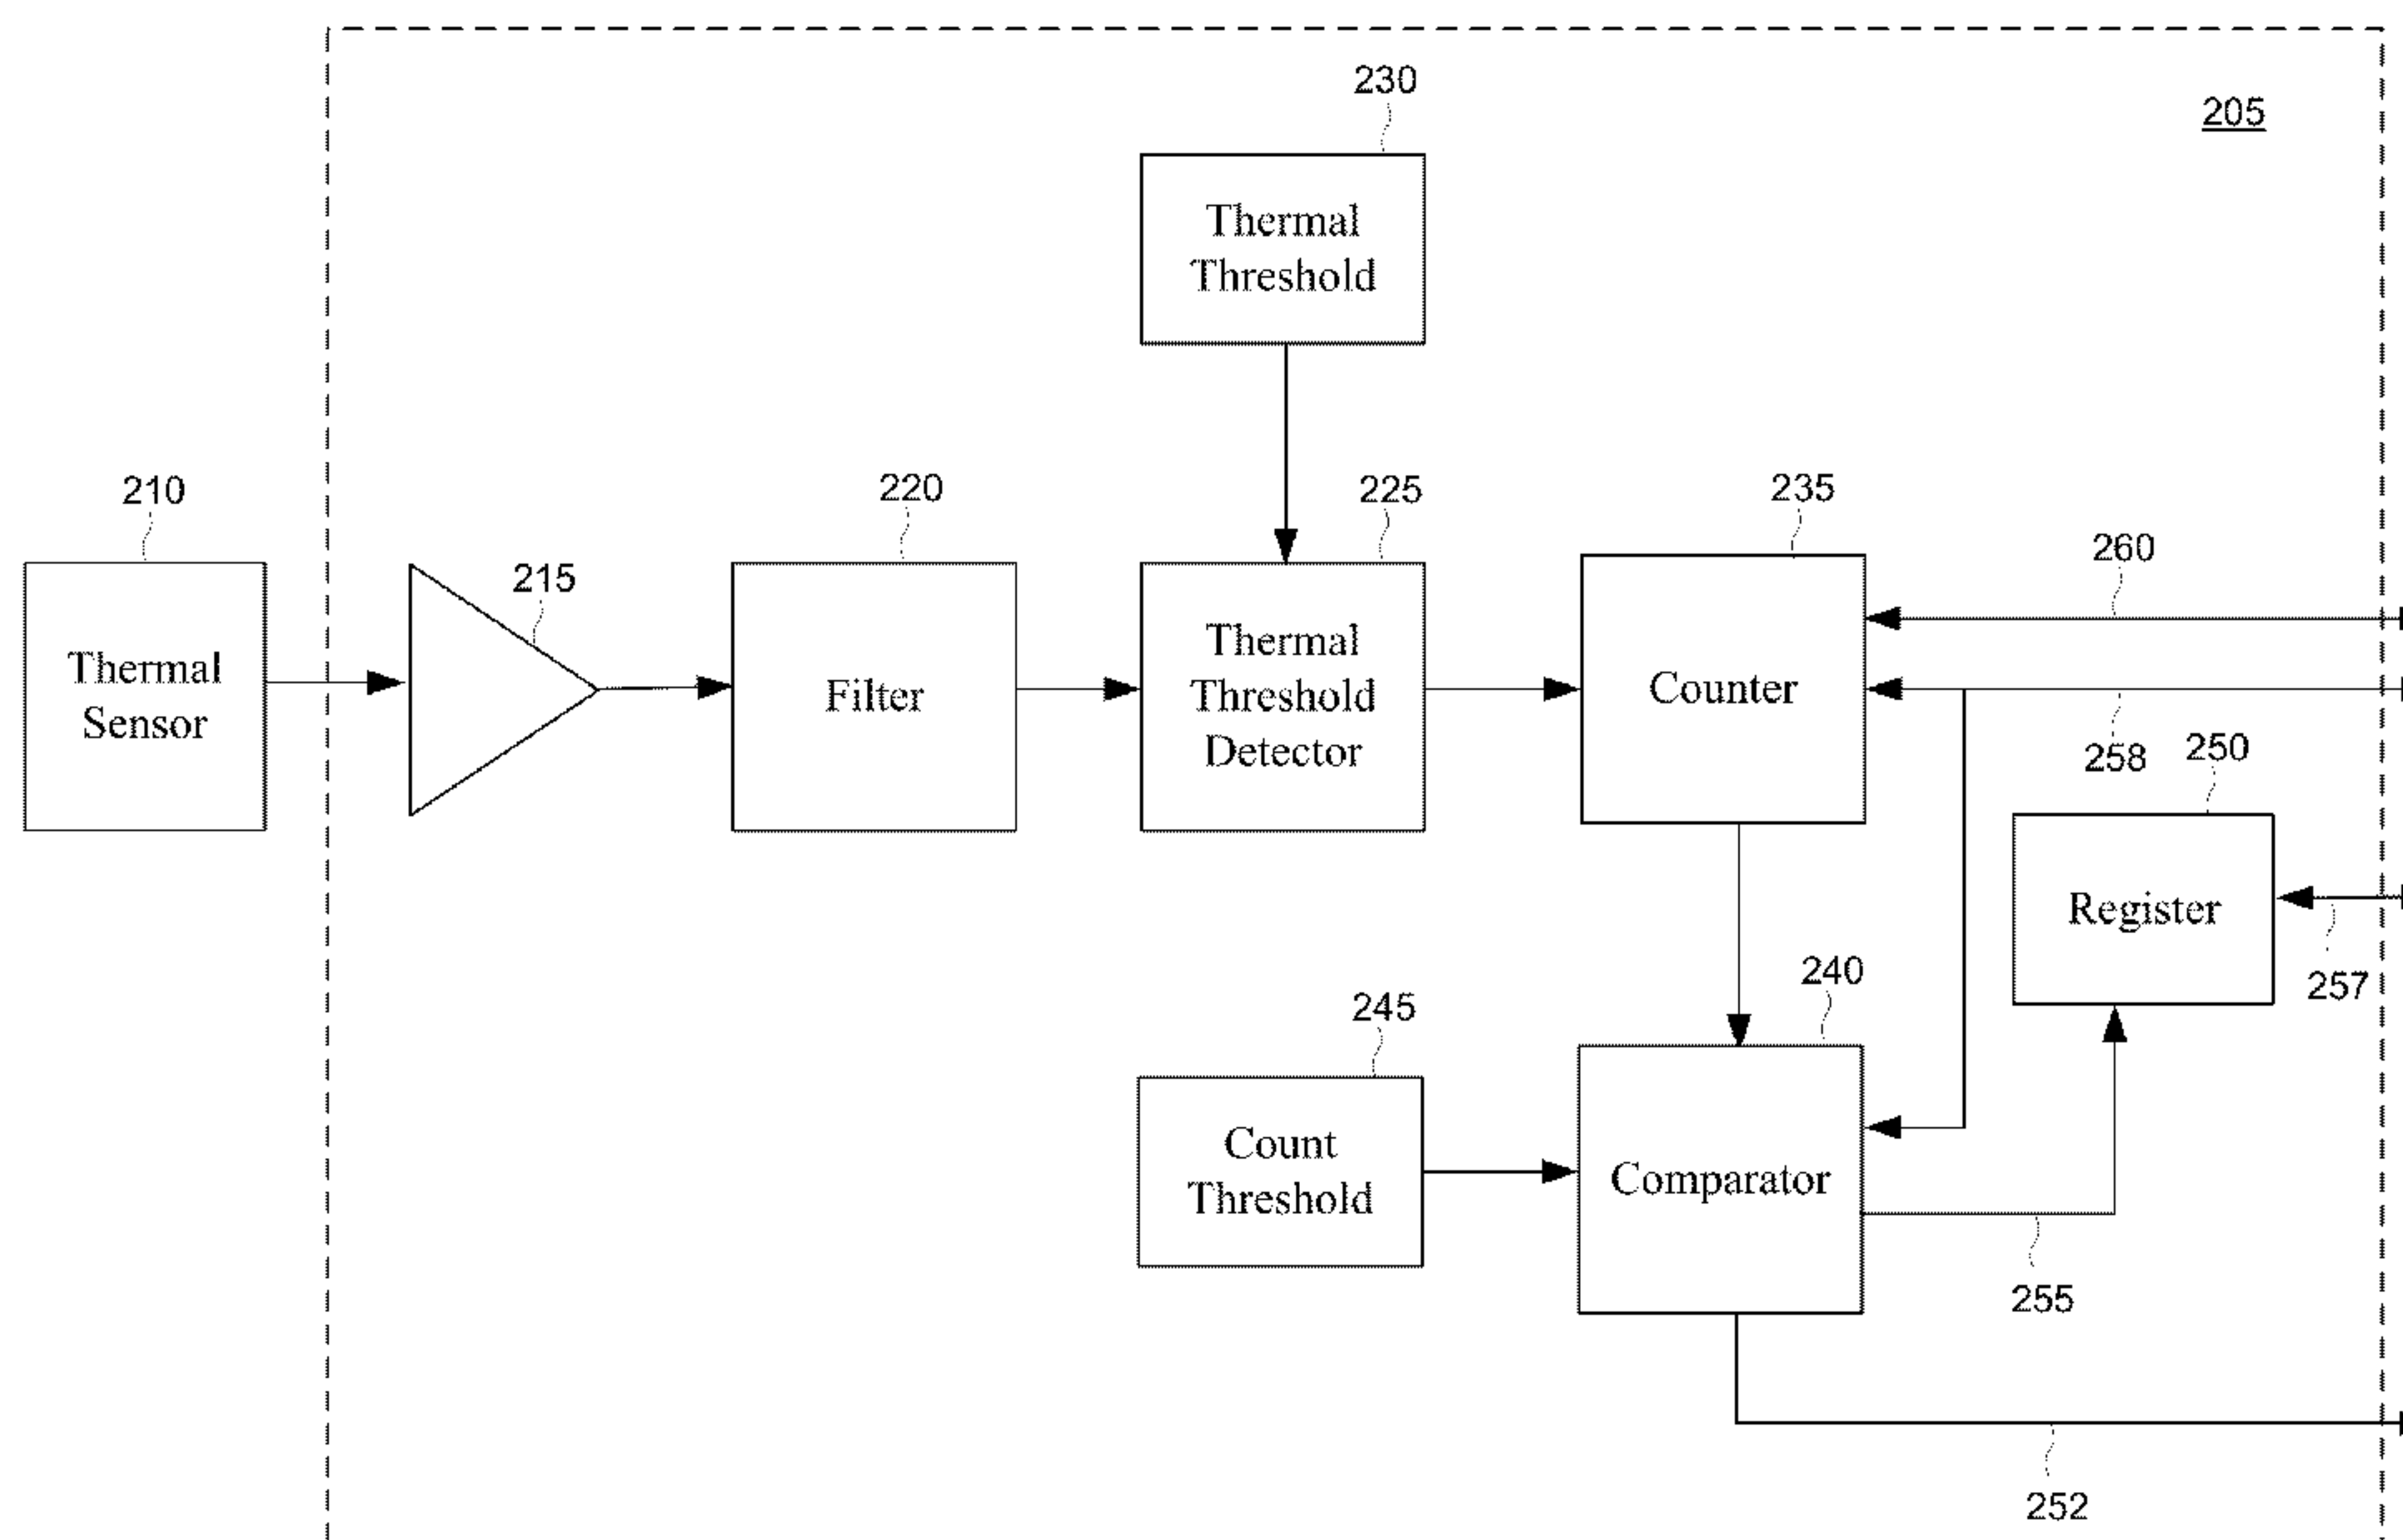 230
205
Thermal
Threshold
210
220
225
235
260
215
Thermal
Sensor
Filter
Thermal
Threshold
Detector
Counter
258
250
Register
257
240
245
Count
Threshold
Comparator
255
252